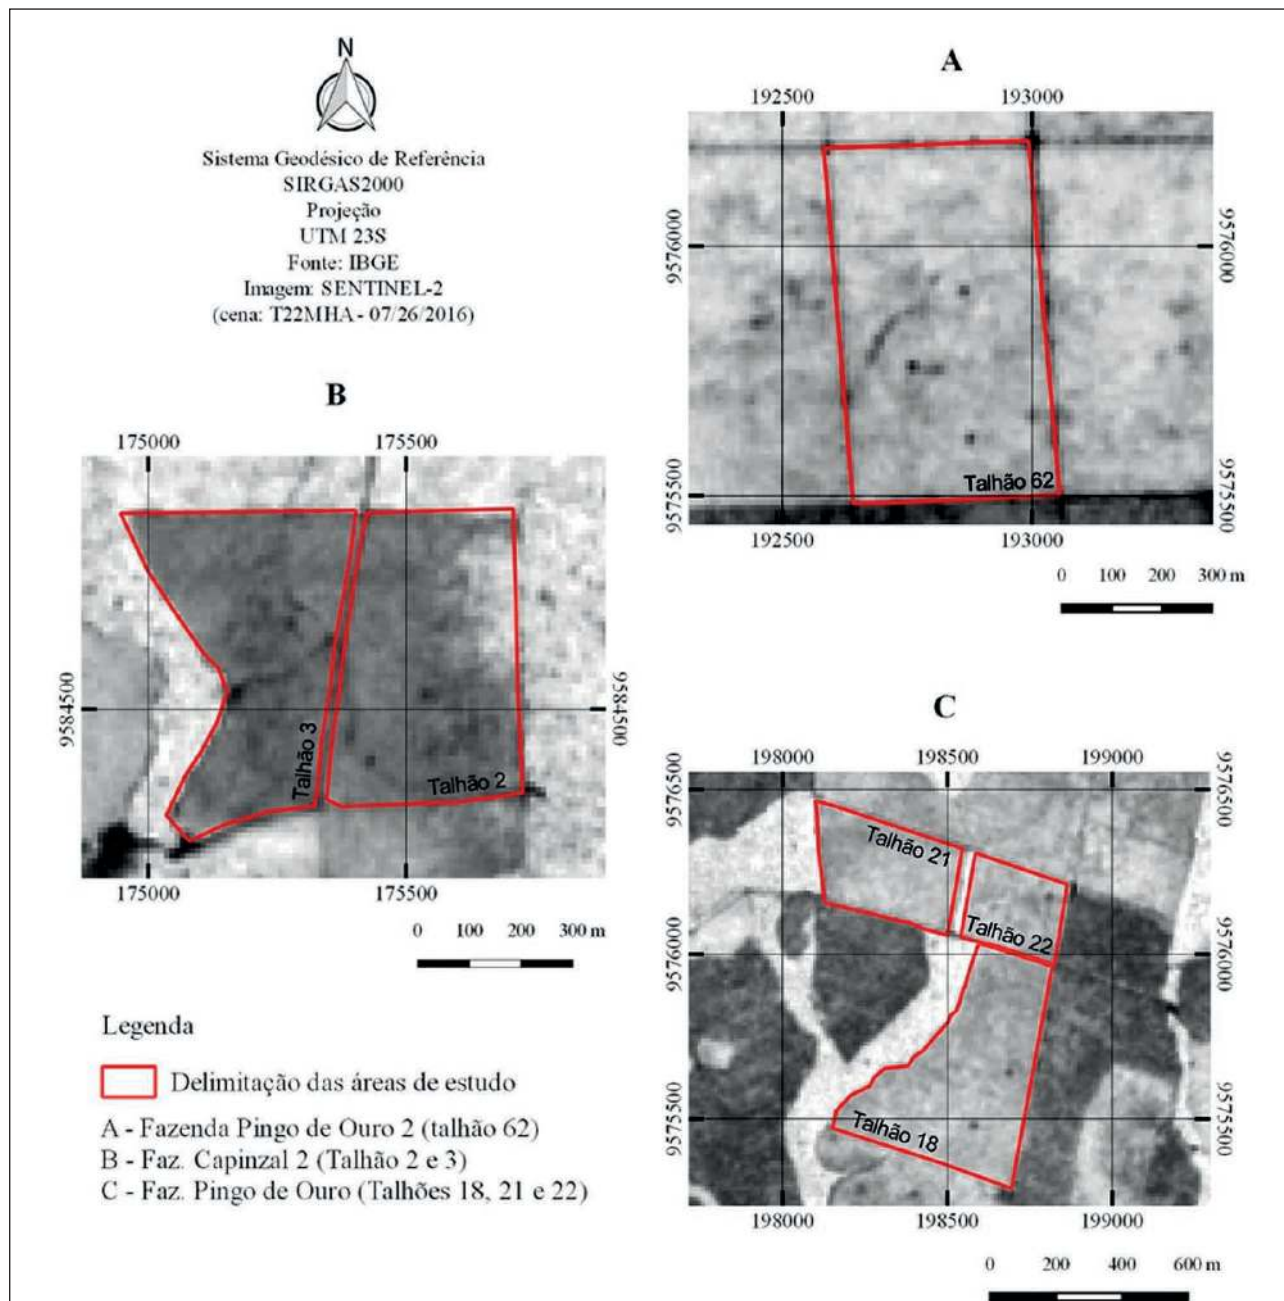 N
Sistema Geodésico de Referência
SIRGAS2000
Projeção
UTM 23S
Fonte: IBGE
Imagem: SENTINEL-2
(cena: T22MHA - 07/26/2016)
A
192500 193000
9576000 9576000
9575500 9575500
Talhão 62
192500 193000
0 100 200 300 m
B
175000 175500
9584500 9584500
Talhão 3
Talhão 2
175000 175500
0 100 200 300 m
C
198000 198500 199000
9576500 9576500
Talhão 21
Talhão 22
9576000 9576000
9575500 9575500
Talhão 18
198000 198500 199000
0 200 400 600 m
Legenda
Delimitação das áreas de estudo
A - Fazenda Pingo de Ouro 2 (talhão 62)
B - Faz. Capinzal 2 (Talhão 2 e 3)
C - Faz. Pingo de Ouro (Talhões 18, 21 e 22)